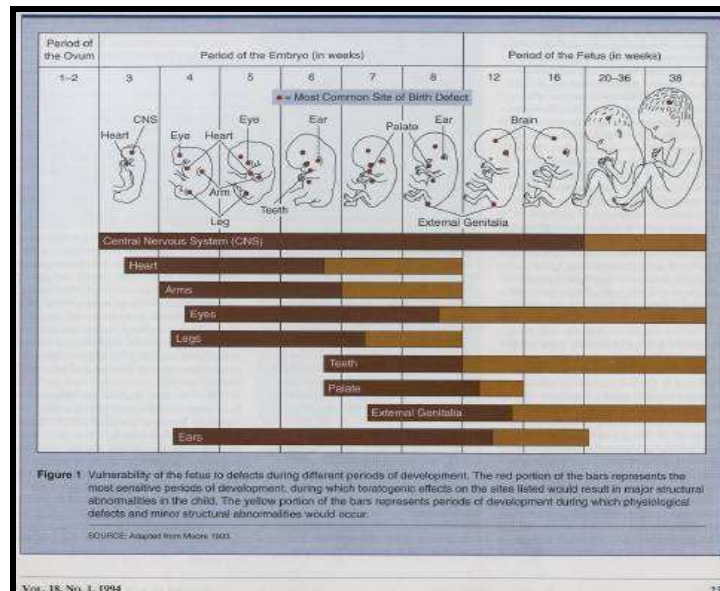 Period of the Ovum
Period of the Embryo (in weeks)
Period of the Fetus (in weeks)
1–2 3 4 5 6 7 8 12 16 20–36 38
= Most Common Site of Birth Defect
CNS
Heart
Eye Heart
Eye
Ear
Palate
Ear
Brain
Arm
Leg
Teeth
External Genitalia
Central Nervous System (CNS)
Heart
Arms
Eyes
Legs
Teeth
Palate
External Genitalia
Ears
Figure 1 Vulnerability of the fetus to defects during different periods of development. The red portion of the bars represents the
most sensitive periods of development, during which teratogenic effects on the sites listed would result in major structural
abnormalities in the child. The yellow portion of the bars represents periods of development during which physiological
defects and minor structural abnormalities would occur.
SOURCE: Adapted from Moore
VOL. 18, NO. 1, 1994